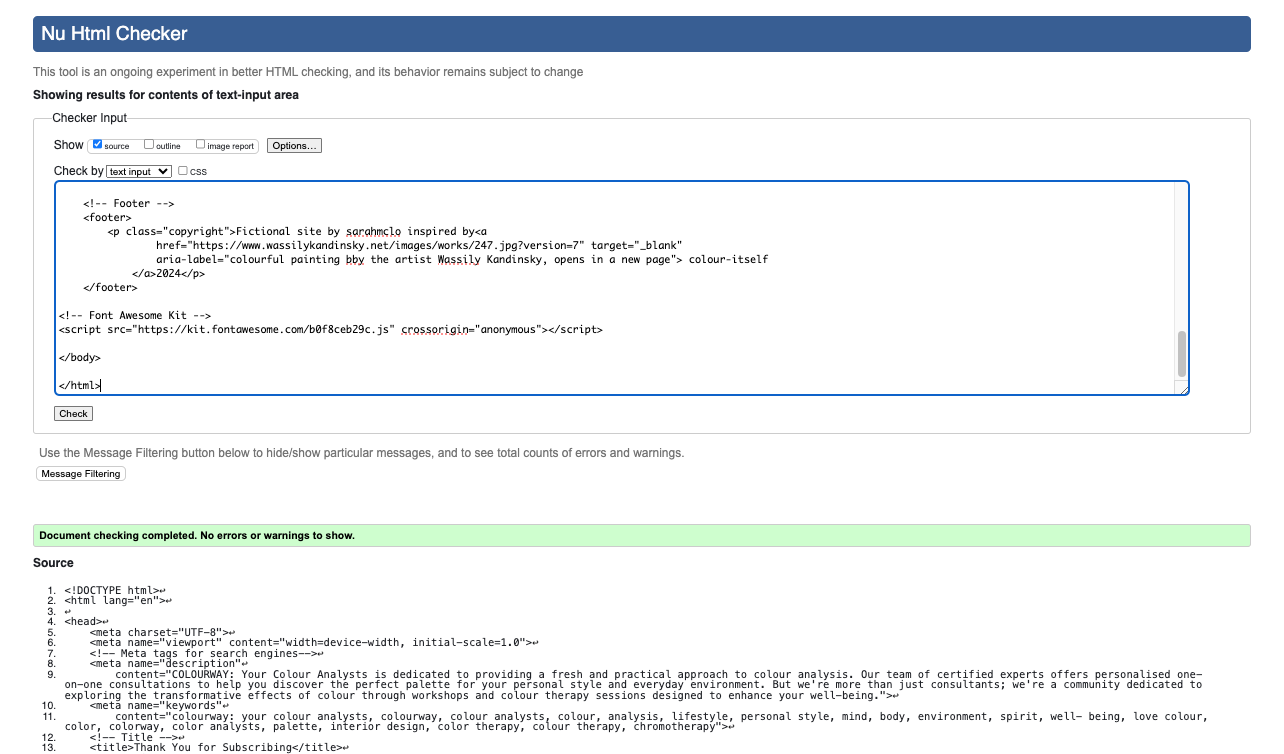 Nu Html Checker
This tool is an ongoing experiment in better HTML checking, and its behavior remains subject to change
Showing results for contents of text-input area
Checker Input
Show source outline image report Options...
Check by text input css
<!-- Footer -->
<footer>
<p class="copyright">Fictional site by sarahmclo inspired by<a
href="https://www.wassilykandinsky.net/images/works/247.jpg?version=7" target="_blank"
aria-label="colourful painting bby the artist Wassily Kandinsky, opens in a new page"> colour-itself
</a>2024</p>
</footer>
<!-- Font Awesome Kit -->
<script src="https://kit.fontawesome.com/b0f8ceb29c.js" crossorigin="anonymous"></script>
</body>
</html>
Check
Use the Message Filtering button below to hide/show particular messages, and to see total counts of errors and warnings.
Message Filtering
Document checking completed. No errors or warnings to show.
Source
1. <!DOCTYPE html>↩
2. <html lang="en">↩
3. ↩
4. <head>↩
5. <meta charset="UTF-8">↩
6. <meta name="viewport" content="width=device-width, initial-scale=1.0">↩
7. <!-- Meta tags for search engines-->↩
8. <meta name="description"↩
9. content="COLOURWAY: Your Colour Analysts is dedicated to providing a fresh and practical approach to colour analysis. Our team of certified experts offers personalised one-
on-one consultations to help you discover the perfect palette for your personal style and everyday environment. But we're more than just consultants; we're a community dedicated to
exploring the transformative effects of colour through workshops and colour therapy sessions designed to enhance your well-being.">↩
10. <meta name="keywords"↩
11. content="colourway: your colour analysts, colourway, colour analysts, colour, analysis, lifestyle, personal style, mind, body, environment, spirit, well- being, love colour,
color, colorway, color analysts, palette, interior design, color therapy, colour therapy, chromotherapy">↩
12. <!-- Title -->↩
13. <title>Thank You for Subscribing</title>↩